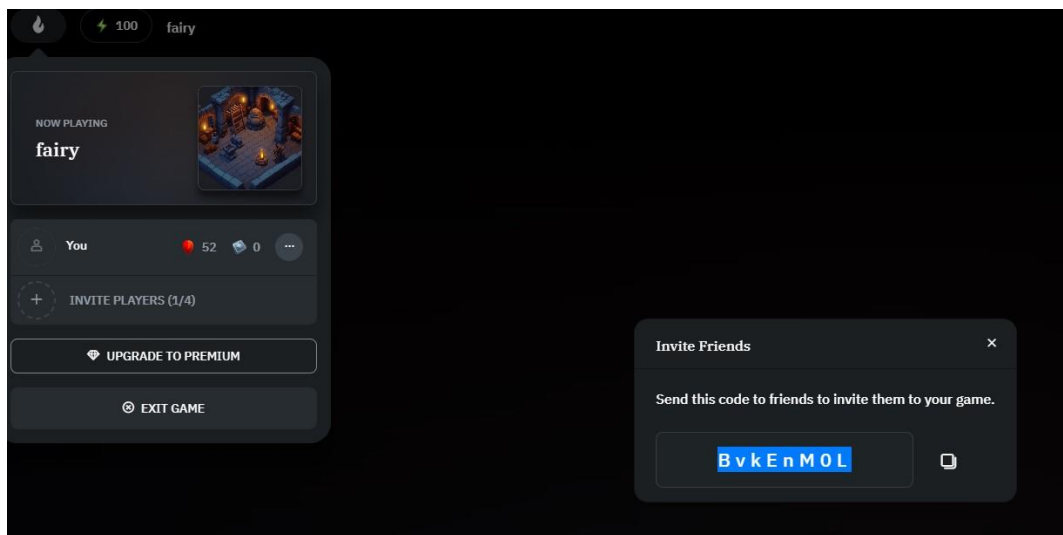 100 fairy
NOW PLAYING
fairy
You 52 0 ...
+ INVITE PLAYERS (1/4)
UPGRADE TO PREMIUM
EXIT GAME
Invite Friends ×
Send this code to friends to invite them to your game.
BvkEnMOL